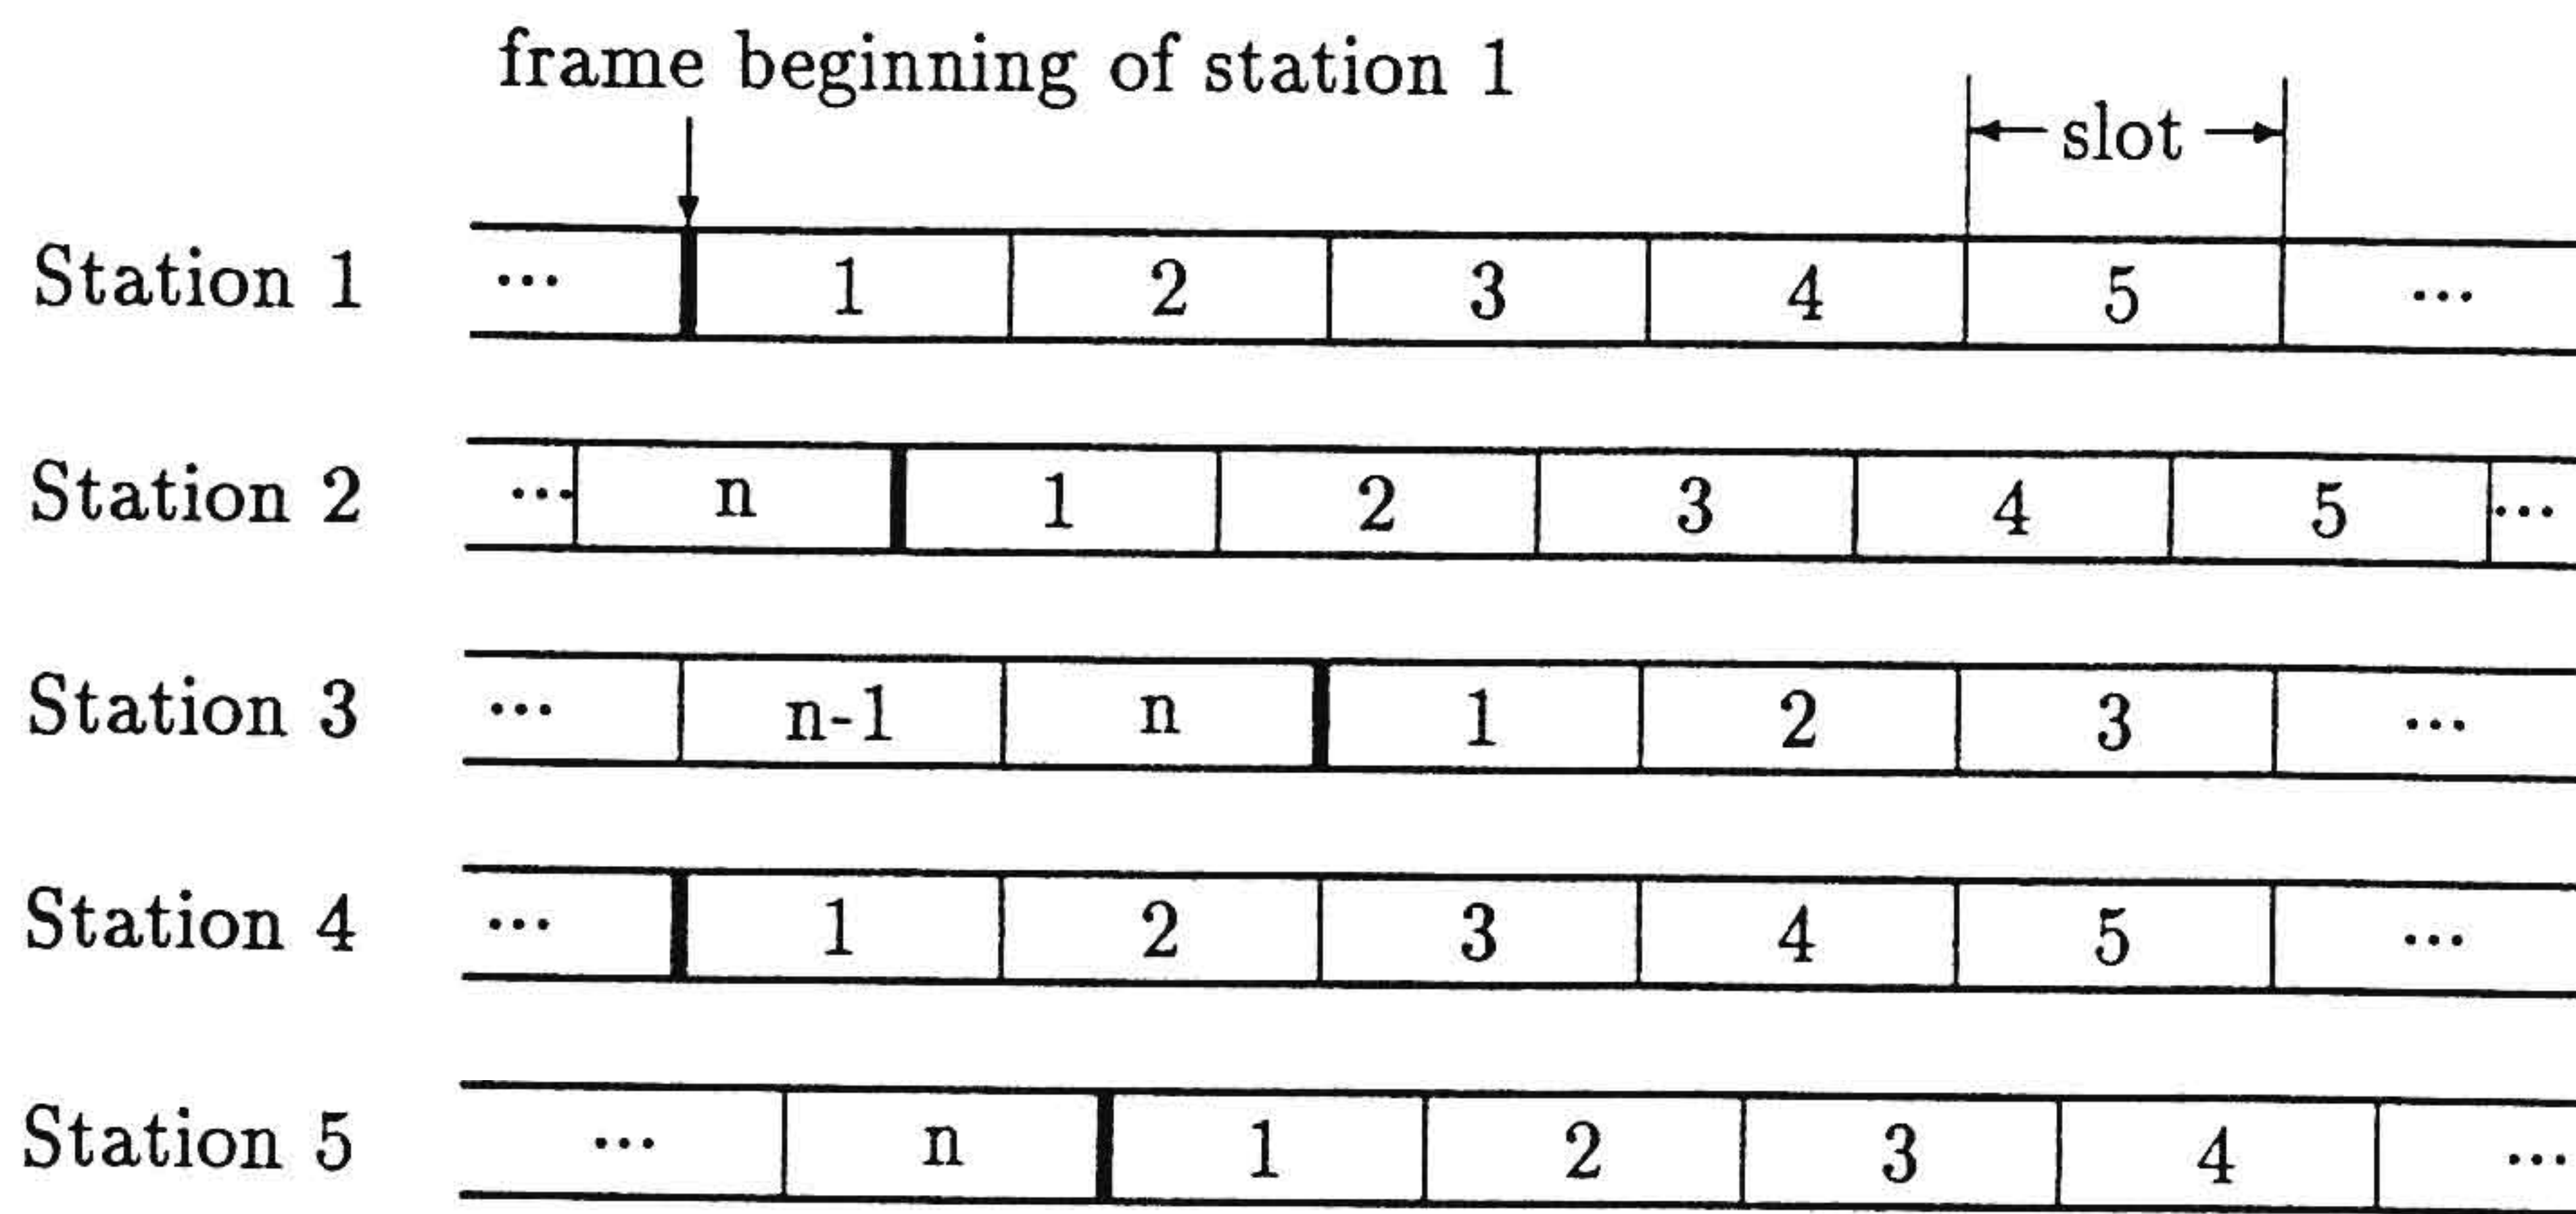 frame beginning of station 1
slot
Station 1 ... 1 2 3 4 5 ...
Station 2 ... n 1 2 3 4 5 ...
Station 3 ... n-1 n 1 2 3 ...
Station 4 ... 1 2 3 4 5 ...
Station 5 ... n 1 2 3 4 ...